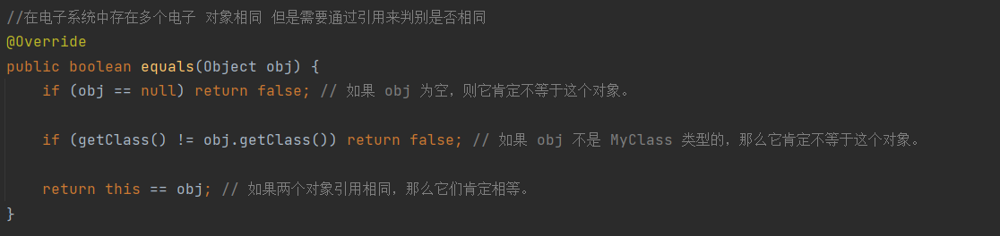 //在电子系统中存在多个电子 对象相同 但是需要通过引用来判别是否相同
@Override
public boolean equals(Object obj) {
    if (obj == null) return false; // 如果 obj 为空，则它肯定不等于这个对象。
    if (getClass() != obj.getClass()) return false; // 如果 obj 不是 MyClass 类型的，那么它肯定不等于这个对象。
    return this == obj; // 如果两个对象引用相同，那么它们肯定相等。
}